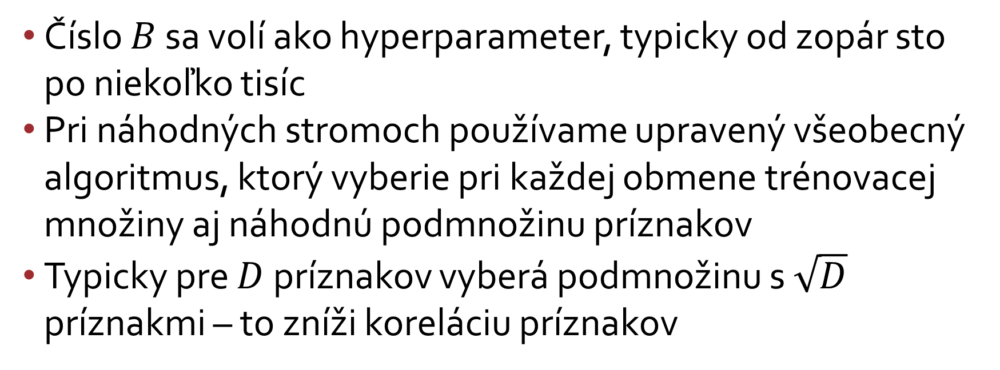 • Číslo B sa volí ako hyperparameter, typicky od zopár sto
po niekoľko tisíc
• Pri náhodných stromoch používame upravený všeobecný
algoritmus, ktorý vyberie pri každej obmene trénovacej
množiny aj náhodnú podmnožinu príznakov
• Typicky pre D príznakov vyberá podmnožinu s √D
príznakmi – to zníži koreláciu príznakov